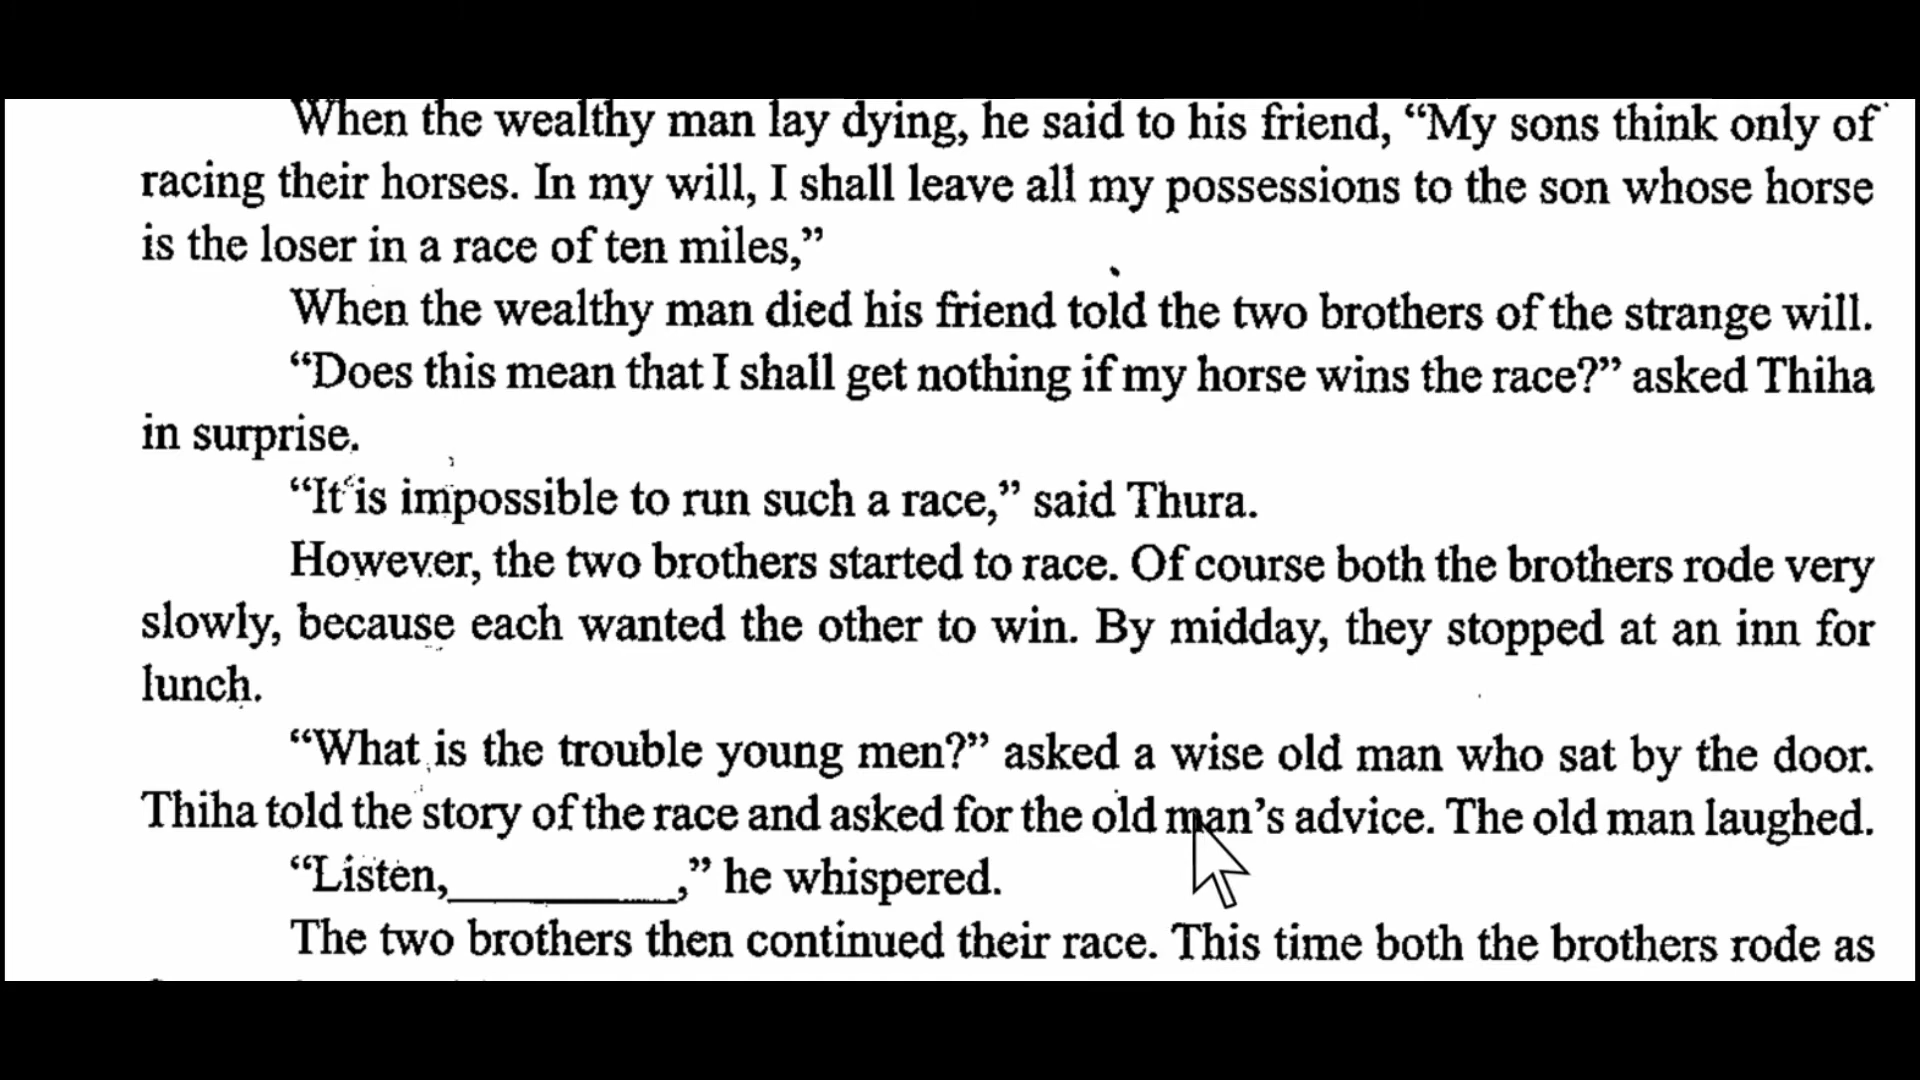 When the wealthy man lay dying, he said to his friend, “My sons think only of
racing their horses. In my will, I shall leave all my possessions to the son whose horse
is the loser in a race of ten miles,”
When the wealthy man died his friend told the two brothers of the strange will.
“Does this mean that I shall get nothing if my horse wins the race?” asked Thiha
in surprise.
“It is impossible to run such a race,” said Thura.
However, the two brothers started to race. Of course both the brothers rode very
slowly, because each wanted the other to win. By midday, they stopped at an inn for
lunch.
“What is the trouble young men?” asked a wise old man who sat by the door.
Thiha told the story of the race and asked for the old man’s advice. The old man laughed.
“Listen,__________,” he whispered.
The two brothers then continued their race. This time both the brothers rode as